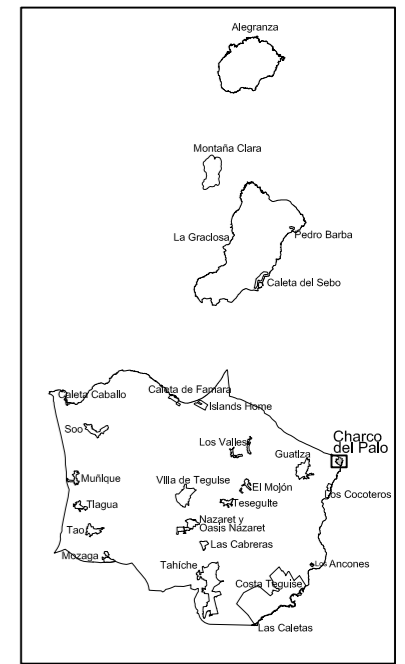 Alegranza
Montaña Clara
La Graciosa
Pedro Barba
Caleta del Sebo
Caleta Caballo
Caleta de Famara
Islands Home
Soo
Los Valles
Charco
del Palo
Guatiza
Muñique
Villa de Teguise
El Mojón
Los Cocoteros
Tiagua
Teseguite
Tao
Nazaret y
Oasis Nazaret
Las Cabreras
Mozaga
Tahíche
Los Ancones
Costa Teguise
Las Caletas